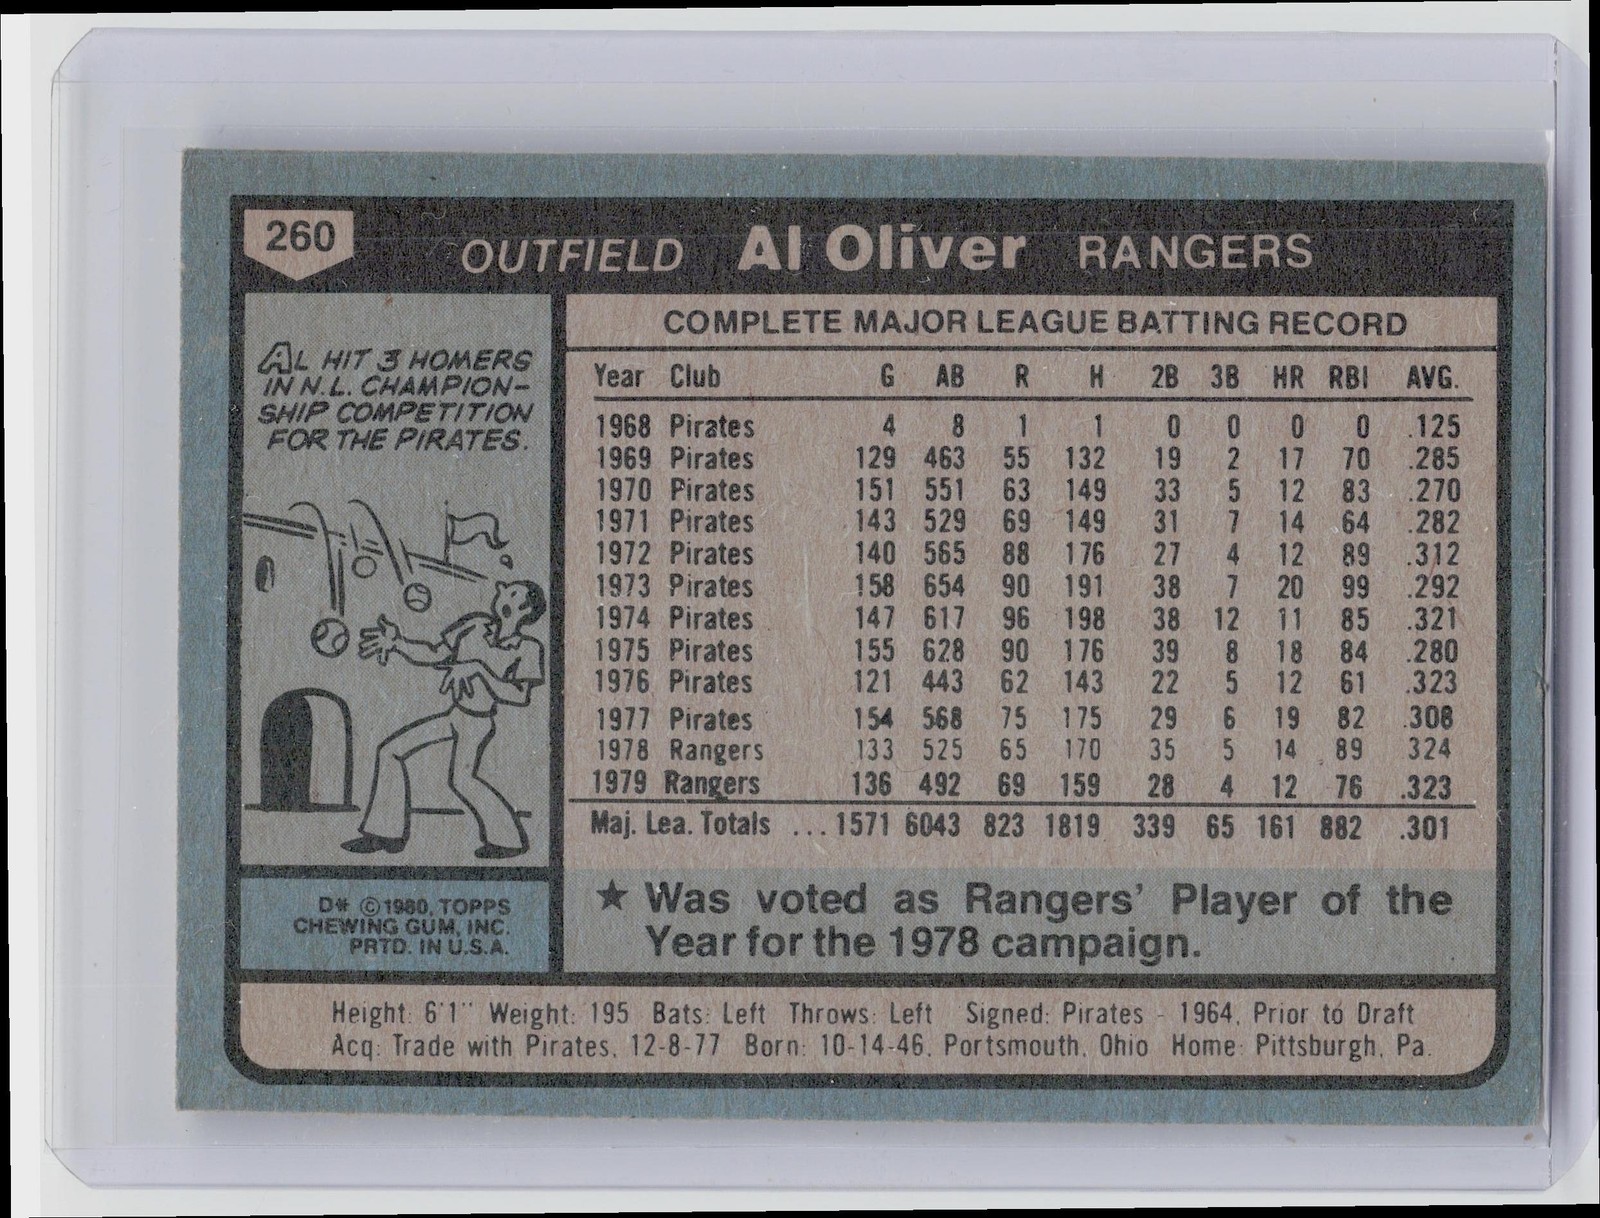 260
OUTFIELD Al Oliver RANGERS
AL HIT 3 HOMERS
IN N.L. CHAMPION-
SHIP COMPETITION
FOR THE PIRATES.
D* ©1980, TOPPS
CHEWING GUM, INC.
PRTD. IN U.S.A.
COMPLETE MAJOR LEAGUE BATTING RECORD
Year Club G AB R H 2B 3B HR RBI AVG.
1968 Pirates 4 8 1 1 0 0 0 0 .125
1969 Pirates 129 463 55 132 19 2 17 70 .285
1970 Pirates 151 551 63 149 33 5 12 83 .270
1971 Pirates 143 529 69 149 31 7 14 64 .282
1972 Pirates 140 565 88 176 27 4 12 89 .312
1973 Pirates 158 654 90 191 38 7 20 99 .292
1974 Pirates 147 617 96 198 38 12 11 85 .321
1975 Pirates 155 628 90 176 39 8 18 84 .280
1976 Pirates 121 443 62 143 22 5 12 61 .323
1977 Pirates 154 568 75 175 29 6 19 82 .308
1978 Rangers 133 525 65 170 35 5 14 89 324
1979 Rangers 136 492 69 159 28 4 12 76 .323
Maj. Lea. Totals ... 1571 6043 823 1819 339 65 161 882 .301
★ Was voted as Rangers' Player of the
Year for the 1978 campaign.
Height: 6'1" Weight: 195 Bats: Left Throws: Left Signed: Pirates - 1964, Prior to Draft
Acq: Trade with Pirates, 12-8-77 Born: 10-14-46, Portsmouth, Ohio Home: Pittsburgh, Pa.